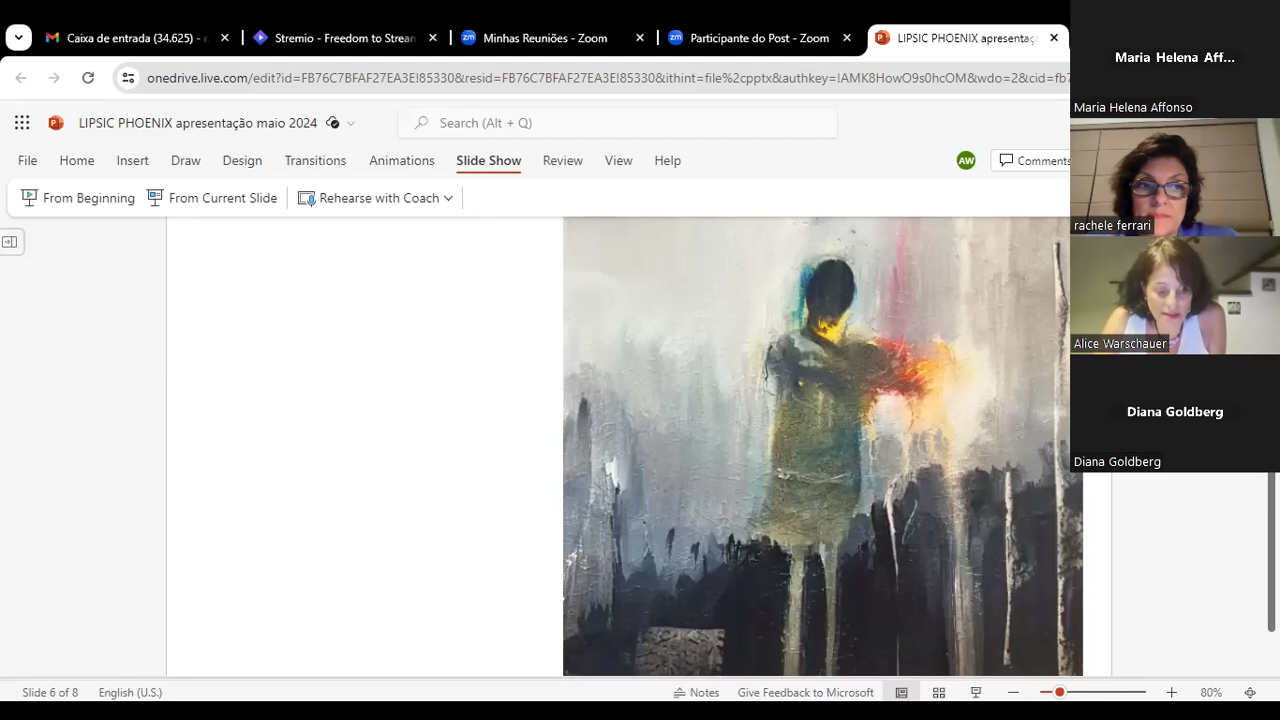 Caixa de entrada (34.625) -
Stremio - Freedom to Strean
Minhas Reuniões - Zoom
Participante do Post - Zoom
LIPSIC PHOENIX apresentaçã
onedrive.live.com/edit?id=FB76C7BFAF27EA3E!85330&resid=FB76C7BFAF27EA3E!85330&ithint=file%2cpptx&authkey=!AMK8HowO9s0hcOM&wdo=2&cid=fb7
LIPSIC PHOENIX apresentação maio 2024
Search (Alt + Q)
File Home Insert Draw Design Transitions Animations Slide Show Review View Help
AW
Comments
From Beginning From Current Slide Rehearse with Coach
Maria Helena Aff...
Maria Helena Affonso
rachele ferrari
Alice Warschauer
Diana Goldberg
Diana Goldberg
Slide 6 of 8 English (U.S.) Notes Give Feedback to Microsoft 80%